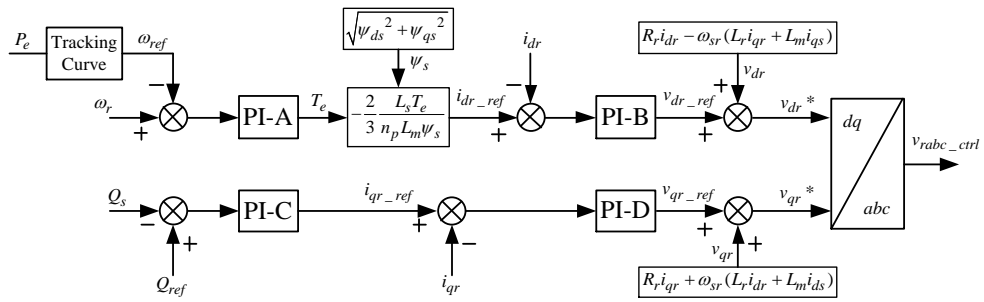 P_e
Tracking
Curve
ω_ref
√(ψ_ds² + ψ_qs²)
ψ_s
i_dr
R_r i_dr − ω_sr (L_r i_qr + L_m i_qs)
v_dr
ω_r
−
+
PI-A
T_e
−2/3 L_s T_e / n_p L_m ψ_s
i_dr_ref
−
+
PI-B
v_dr_ref
+
+
v_dr *
dq
abc
v_rabc_ctrl
Q_s
−
+
Q_ref
PI-C
i_qr_ref
+
−
i_qr
PI-D
v_qr_ref
+
+
v_qr *
v_qr
R_r i_qr + ω_sr (L_r i_dr + L_m i_ds)